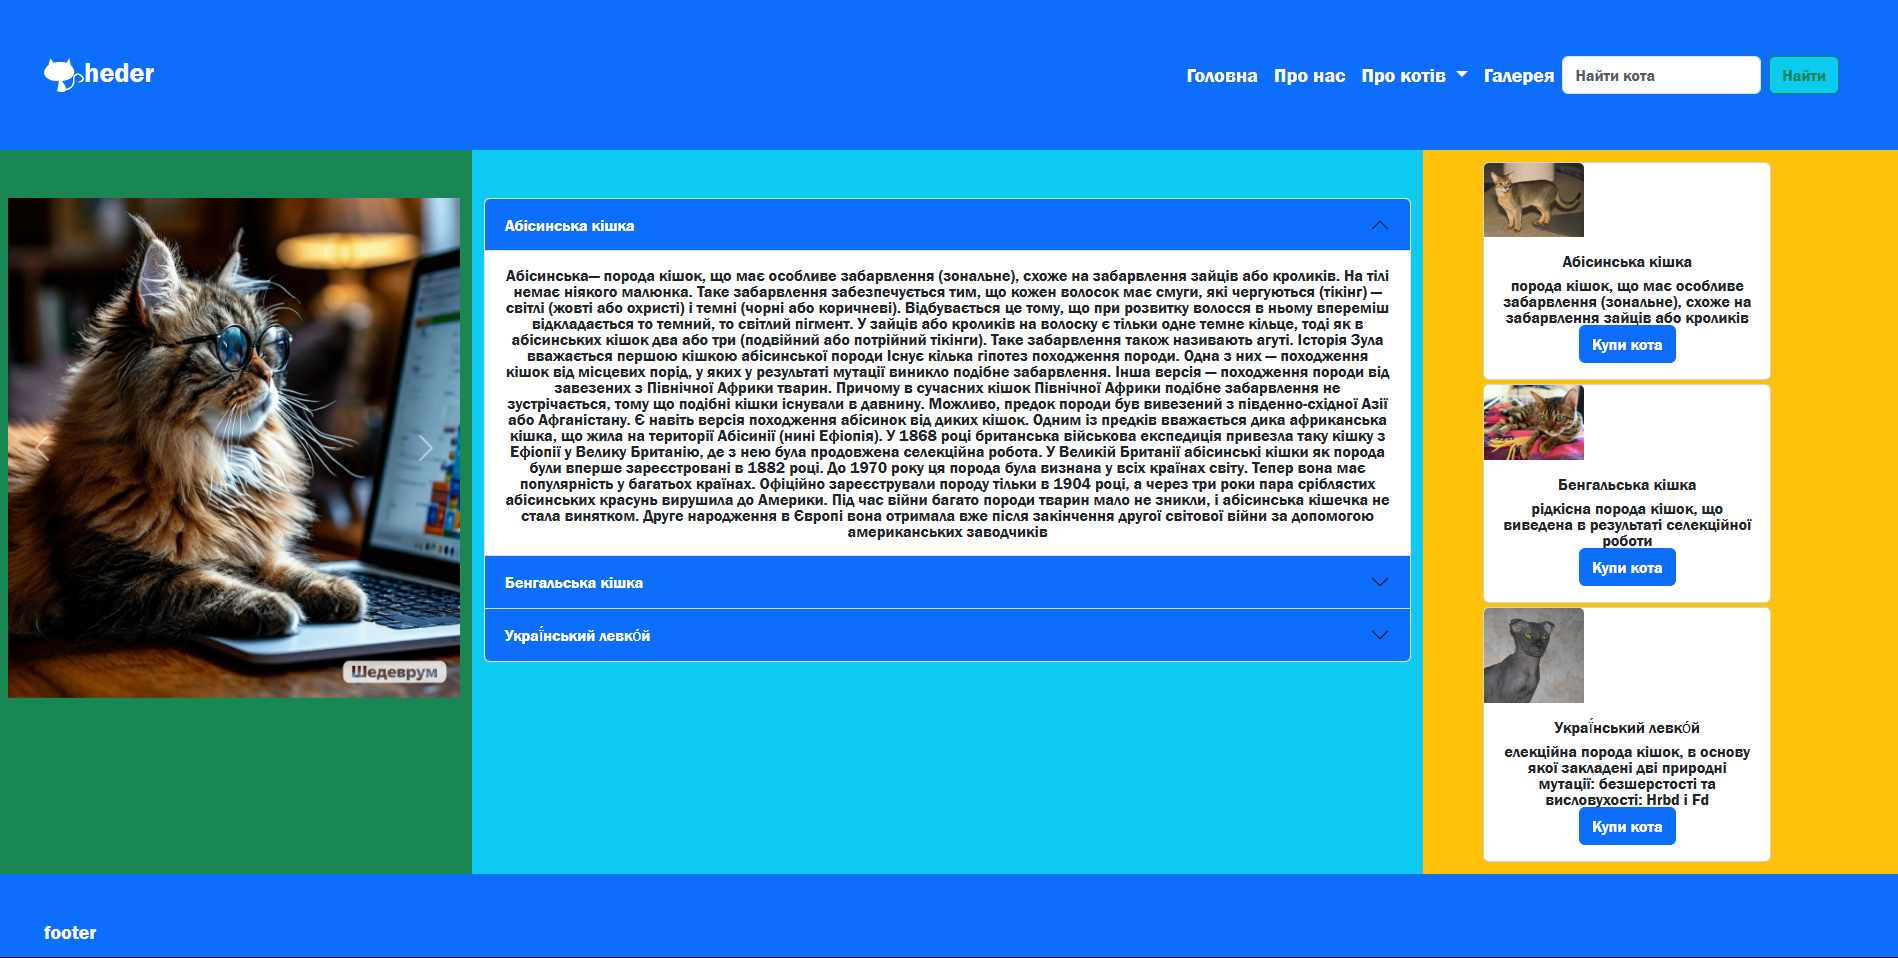 heder
Головна Про нас Про котів Галерея Найти кота Найти
Шедеврум
Абісинська кішка
Абісинська— порода кішок, що має особливе забарвлення (зональне), схоже на забарвлення зайців або кроликів. На тілі
немає ніякого малюнка. Таке забарвлення забезпечується тим, що кожен волосок має смуги, які чергуються (тікінг) —
світлі (жовті або охристі) і темні (чорні або коричневі). Відбувається це тому, що при розвитку волосся в ньому впереміш
відкладається то темний, то світлий пігмент. У зайців або кроликів на волоску є тільки одне темне кільце, тоді як в
абісинських кішок два або три (подвійний або потрійний тікінги). Таке забарвлення також називають агуті. Історія Зула
вважається першою кішкою абісинської породи Існує кілька гіпотез походження породи. Одна з них — походження
кішок від місцевих порід, у яких у результаті мутації виникло подібне забарвлення. Інша версія — походження породи від
завезених з Північної Африки тварин. Причому в сучасних кішок Північної Африки подібне забарвлення не
зустрічається, тому що подібні кішки існували в давнину. Можливо, предок породи був вивезений з південно-східної Азії
або Афганістану. Є навіть версія походження абісинок від диких кішок. Одним із предків вважається дика африканська
кішка, що жила на території Абісинії (нині Ефіопія). У 1868 році британська військова експедиція привезла таку кішку з
Ефіопії у Велику Британію, де з нею була продовжена селекційна робота. У Великій Британії абісинські кішки як порода
були вперше зареєстровані в 1882 році. До 1970 року ця порода була визнана у всіх країнах світу. Тепер вона має
популярність у багатьох країнах. Офіційно зареєстрували породу тільки в 1904 році, а через три роки пара сріблястих
абісинських красунь вирушила до Америки. Під час війни багато породи тварин мало не зникли, і абісинська кішечка не
стала винятком. Друге народження в Європі вона отримала вже після закінчення другої світової війни за допомогою
американських заводчиків
Бенгальська кішка
Украї́нський левко́й
Абісинська кішка
порода кішок, що має особливе
забарвлення (зональне), схоже на
забарвлення зайців або кроликів
Купи кота
Бенгальська кішка
рідкісна порода кішок, що
виведена в результаті селекційної
роботи
Купи кота
Украї́нський левко́й
елекційна порода кішок, в основу
якої закладені дві природні
мутації: безшерстості та
висловухості: Hrbd і Fd
Купи кота
footer